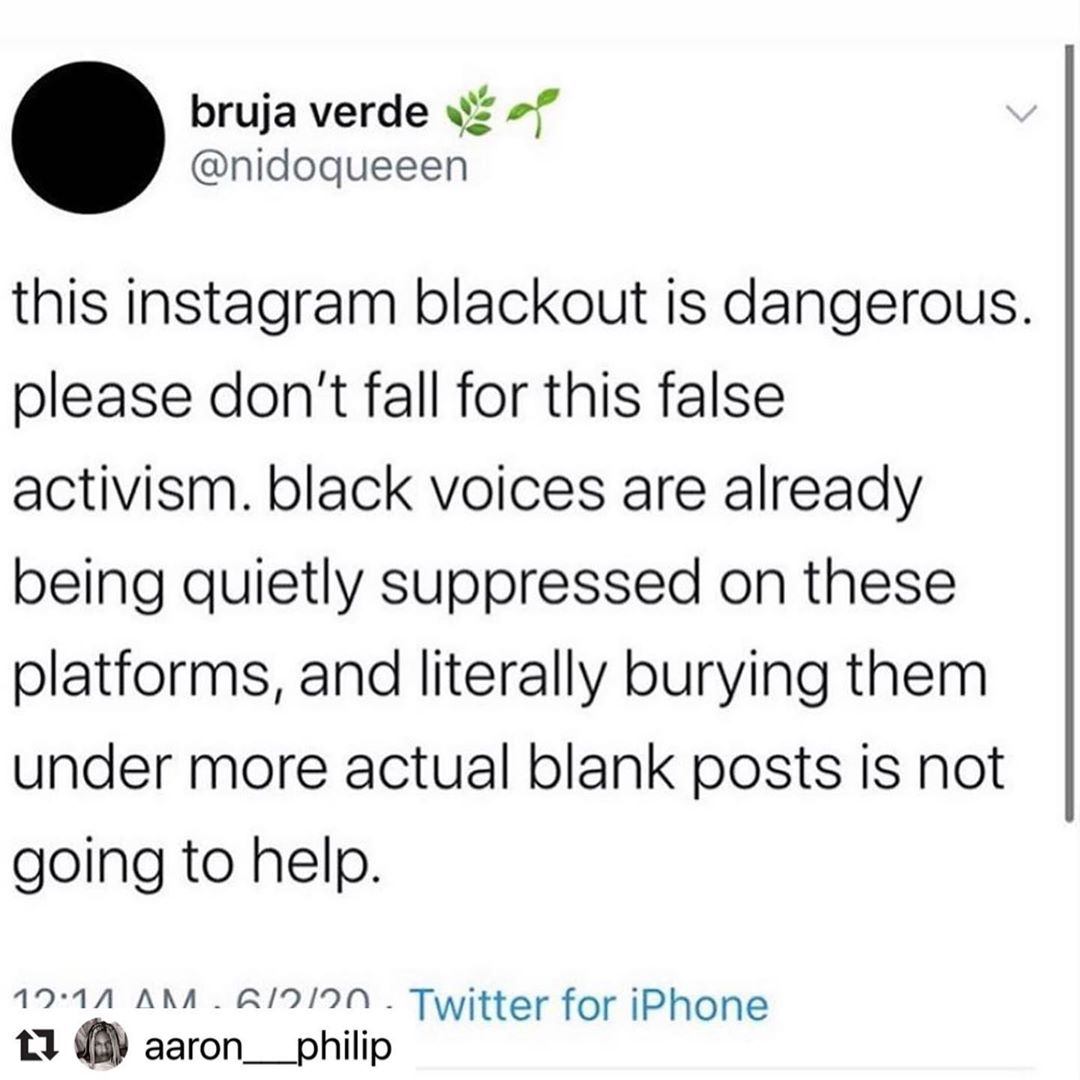 bruja verde 🌿🌱
@nidoqueeen
this instagram blackout is dangerous.
please don't fall for this false
activism. black voices are already
being quietly suppressed on these
platforms, and literally burying them
under more actual blank posts is not
going to help.
12:14 AM · 6/2/20 · Twitter for iPhone
aaron___philip